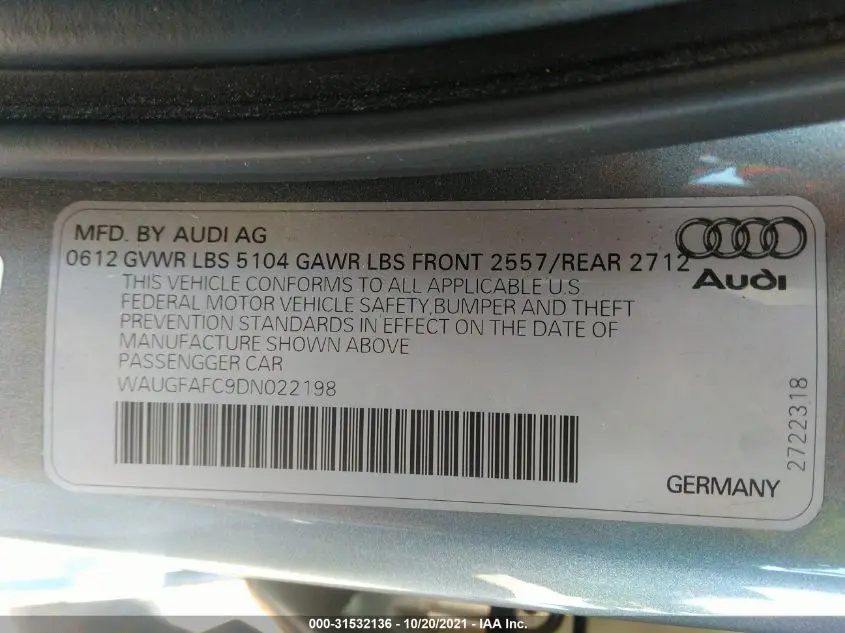 MFD. BY AUDI AG
0612 GVWR LBS 5104 GAWR LBS FRONT 2557/REAR 2712
Audi
THIS VEHICLE CONFORMS TO ALL APPLICABLE U.S
FEDERAL MOTOR VEHICLE SAFETY,BUMPER AND THEFT
PREVENTION STANDARDS IN EFFECT ON THE DATE OF
MANUFACTURE SHOWN ABOVE
PASSENGGER CAR
WAUGFAFC9DN022198
2722318
GERMANY
000-31532136 - 10/20/2021 - IAA Inc.